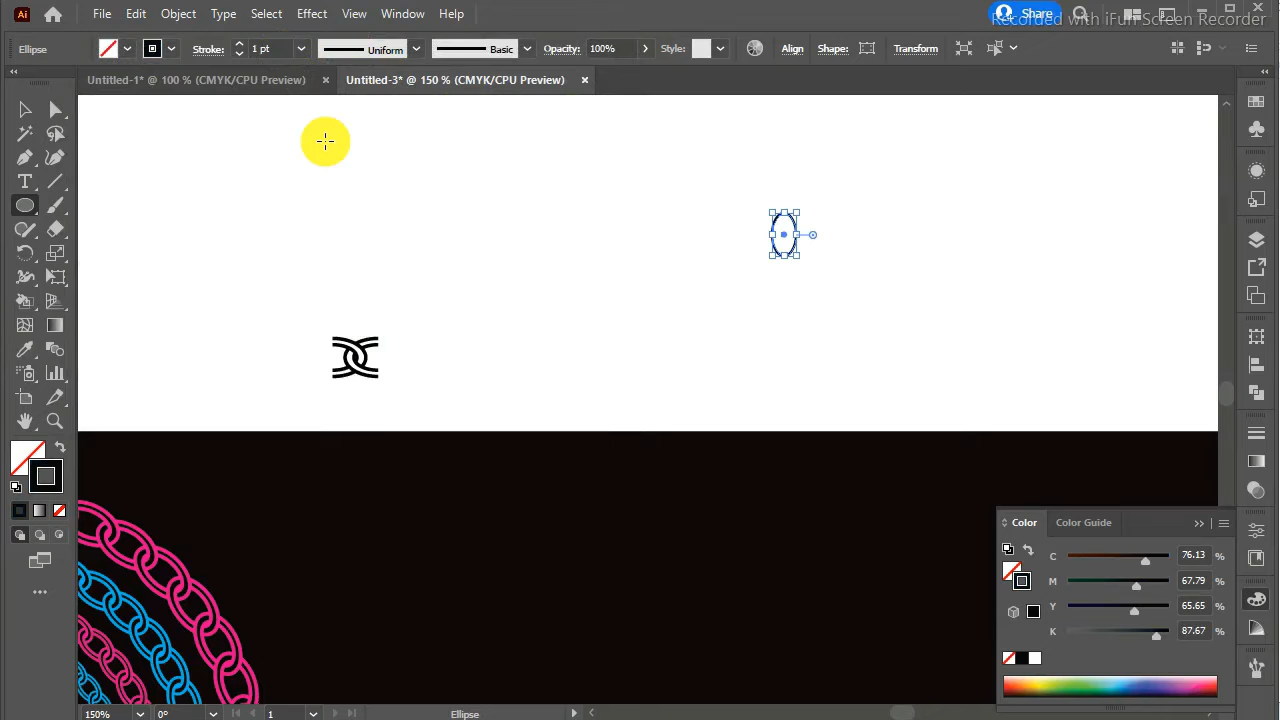 Ai File Edit Object Type Select Effect View Window Help Share
Recorded with iFun Screen Recorder
Ellipse Stroke: 1 pt Uniform Basic Opacity: 100% Style: Align Shape: Transform
Untitled-1* @ 100 % (CMYK/CPU Preview) Untitled-3* @ 150 % (CMYK/CPU Preview)
Color Color Guide
C 76.13 %
M 67.79 %
Y 65.65 %
K 87.67 %
150% 0° 1 Ellipse